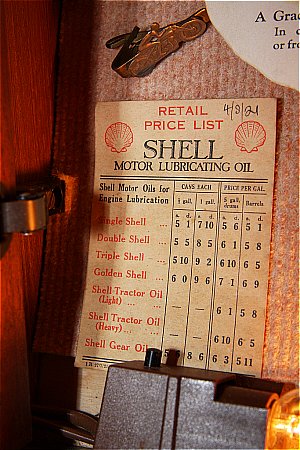 A Grad
In c
or fro
4/8/21
RETAIL
PRICE LIST
SHELL
MOTOR LUBRICATING OIL
Shell Motor Oils for Engine Lubrication
CANS EACH PRICE PER GAL.
½ gall. 1 gall. 5 gall. drums Barrels.
s. d. s. d. s. d. s. d.
Single Shell ... 5 1 7 10 5 6 5 1
Double Shell ... 5 5 8 5 6 1 5 8
Triple Shell ... 5 10 9 2 6 10 6 5
Golden Shell ... 6 0 9 6 7 1
Shell Tractor Oil
(Light) ... — — 6 1 5 8
Shell Tractor Oil
(Heavy) ... — — 6 10 6 5
Shell Gear Oil 8 8 6 3 5 11